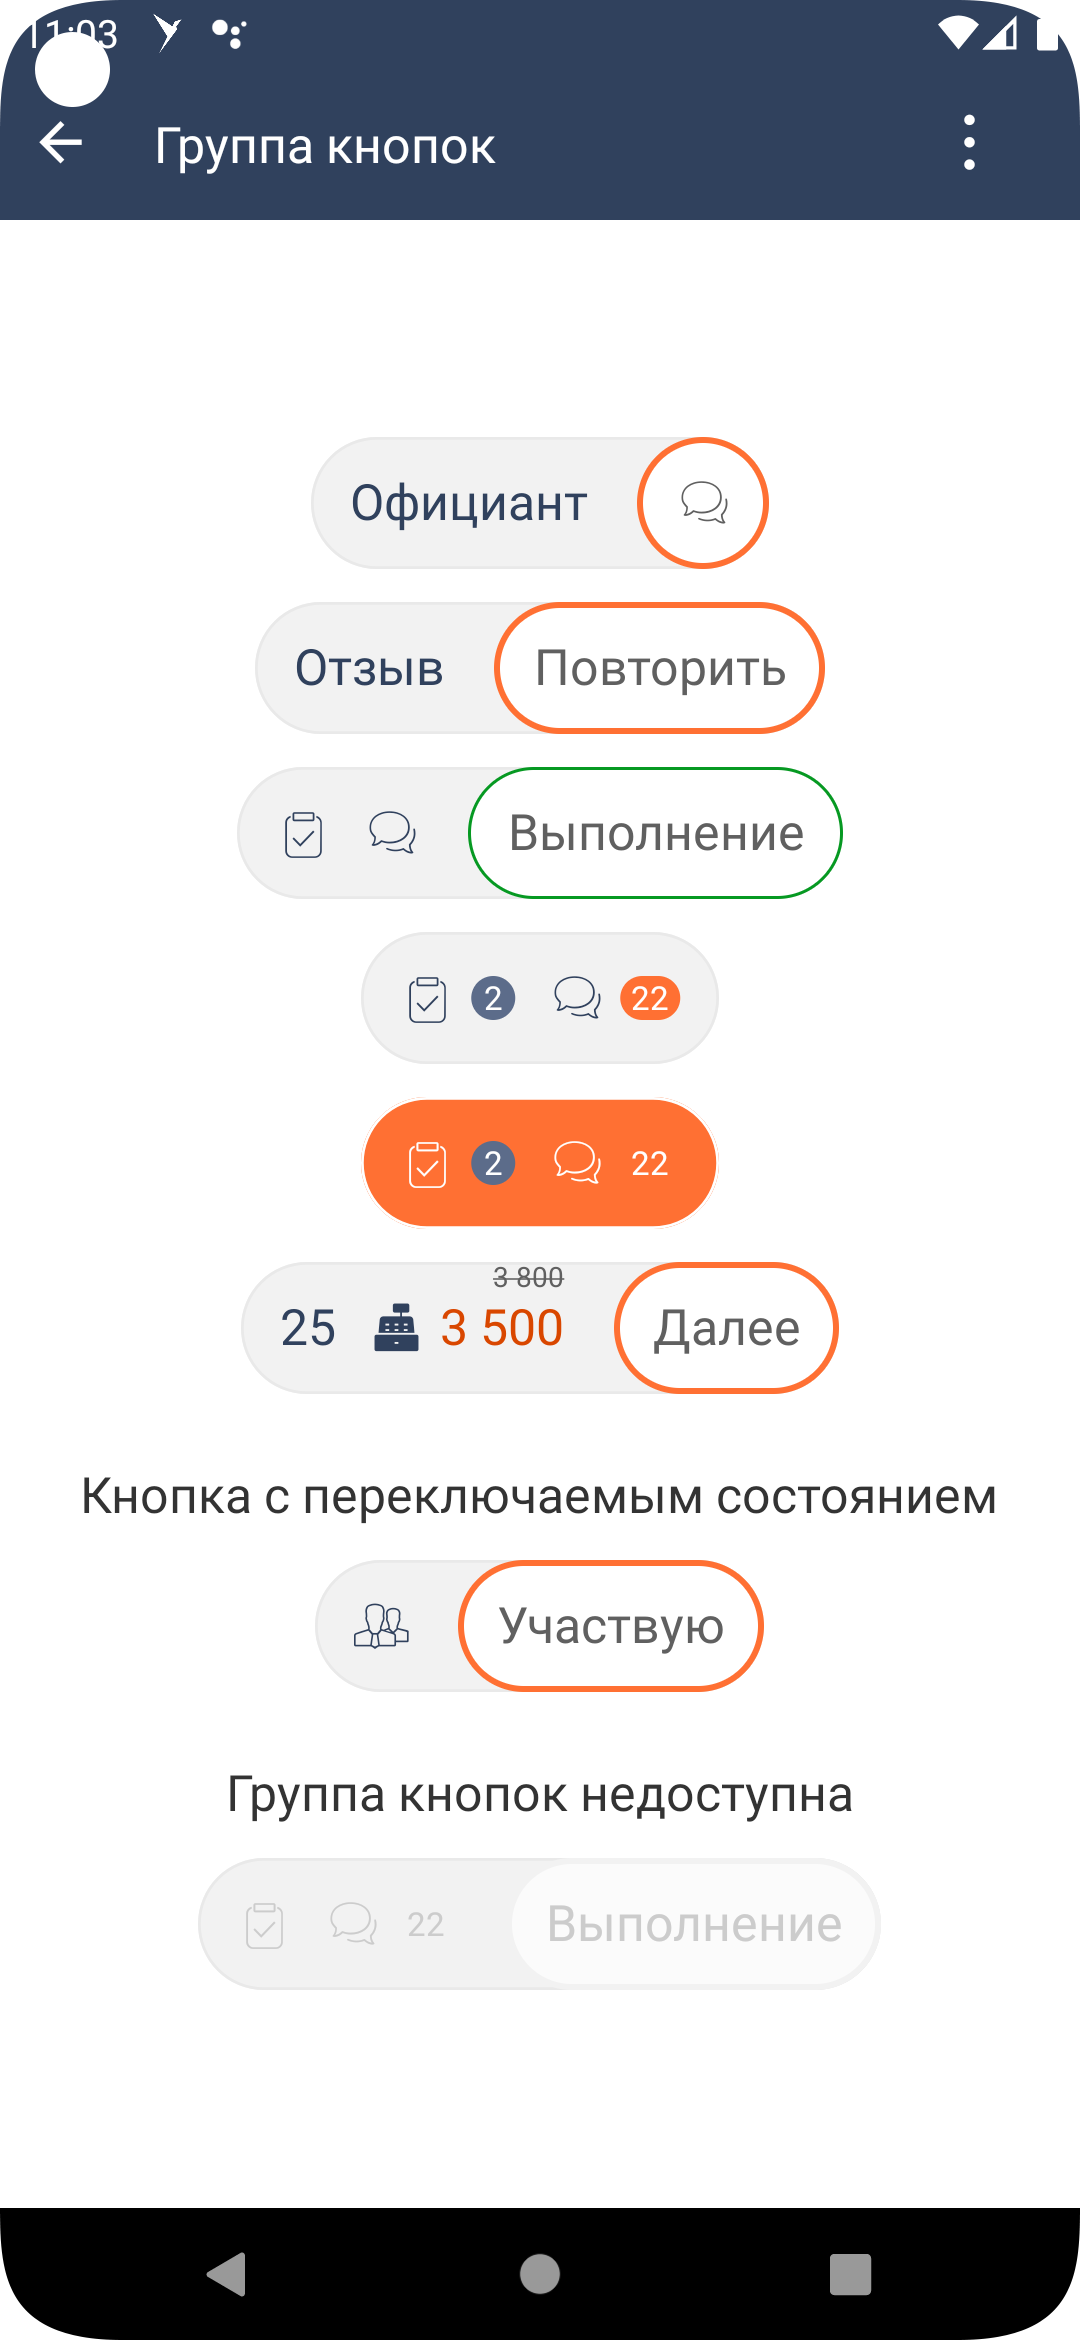 11:03
Группа кнопок
Официант
Отзыв Повторить
Выполнение
2 22
2 22
3 800
25 3 500 Далее
Кнопка с переключаемым состоянием
Участвую
Группа кнопок недоступна
22 Выполнение